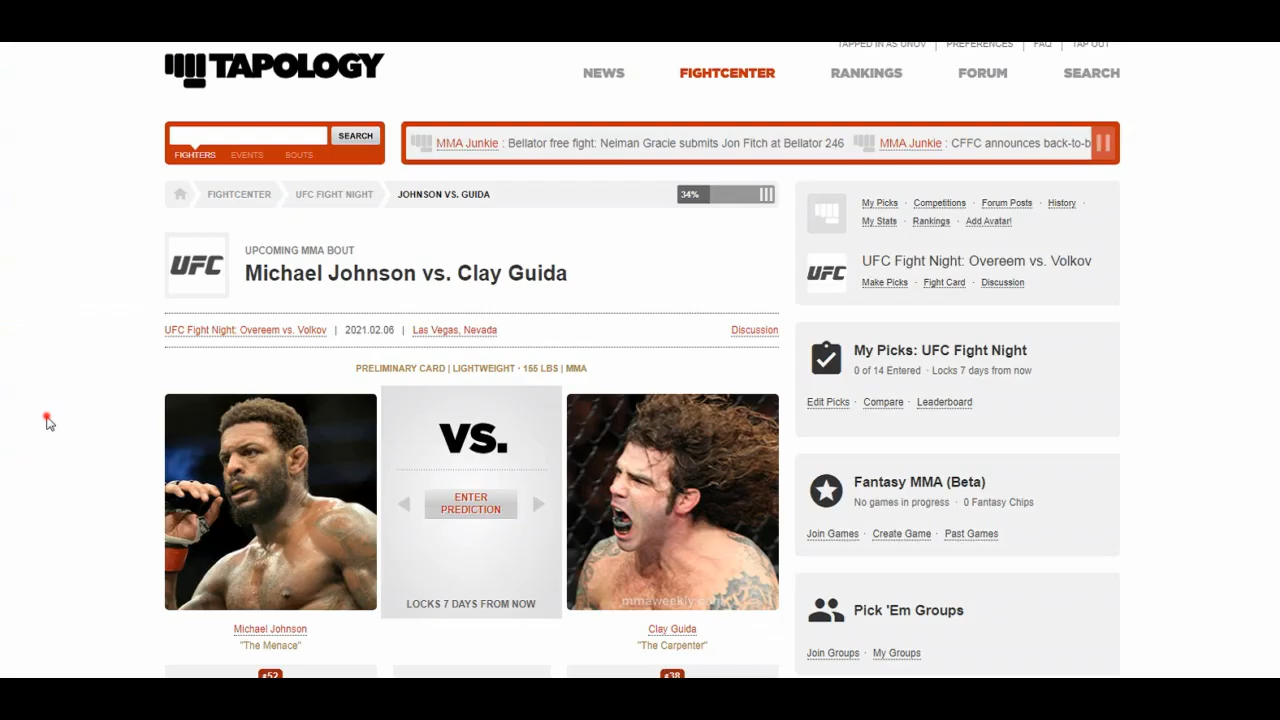 TAPPED IN AS UNOV | PREFERENCES | FAQ | TAP OUT
TAPOLOGY
NEWS FIGHTCENTER RANKINGS FORUM SEARCH
SEARCH
FIGHTERS EVENTS BOUTS
MMA Junkie : Bellator free fight: Neiman Gracie submits Jon Fitch at Bellator 246 MMA Junkie : CFFC announces back-to-b
FIGHTCENTER UFC FIGHT NIGHT JOHNSON VS. GUIDA 34%
UFC
UPCOMING MMA BOUT
Michael Johnson vs. Clay Guida
UFC Fight Night: Overeem vs. Volkov | 2021.02.06 | Las Vegas, Nevada Discussion
PRELIMINARY CARD | LIGHTWEIGHT · 155 LBS | MMA
VS.
ENTER
PREDICTION
LOCKS 7 DAYS FROM NOW
mmaweekly.com
Michael Johnson
"The Menace"
Clay Guida
"The Carpenter"
#52
#38
My Picks · Competitions · Forum Posts · History ·
My Stats · Rankings · Add Avatar!
UFC
UFC Fight Night: Overeem vs. Volkov
Make Picks · Fight Card · Discussion
My Picks: UFC Fight Night
0 of 14 Entered · Locks 7 days from now
Edit Picks · Compare · Leaderboard
Fantasy MMA (Beta)
No games in progress · 0 Fantasy Chips
Join Games · Create Game · Past Games
Pick 'Em Groups
Join Groups · My Groups